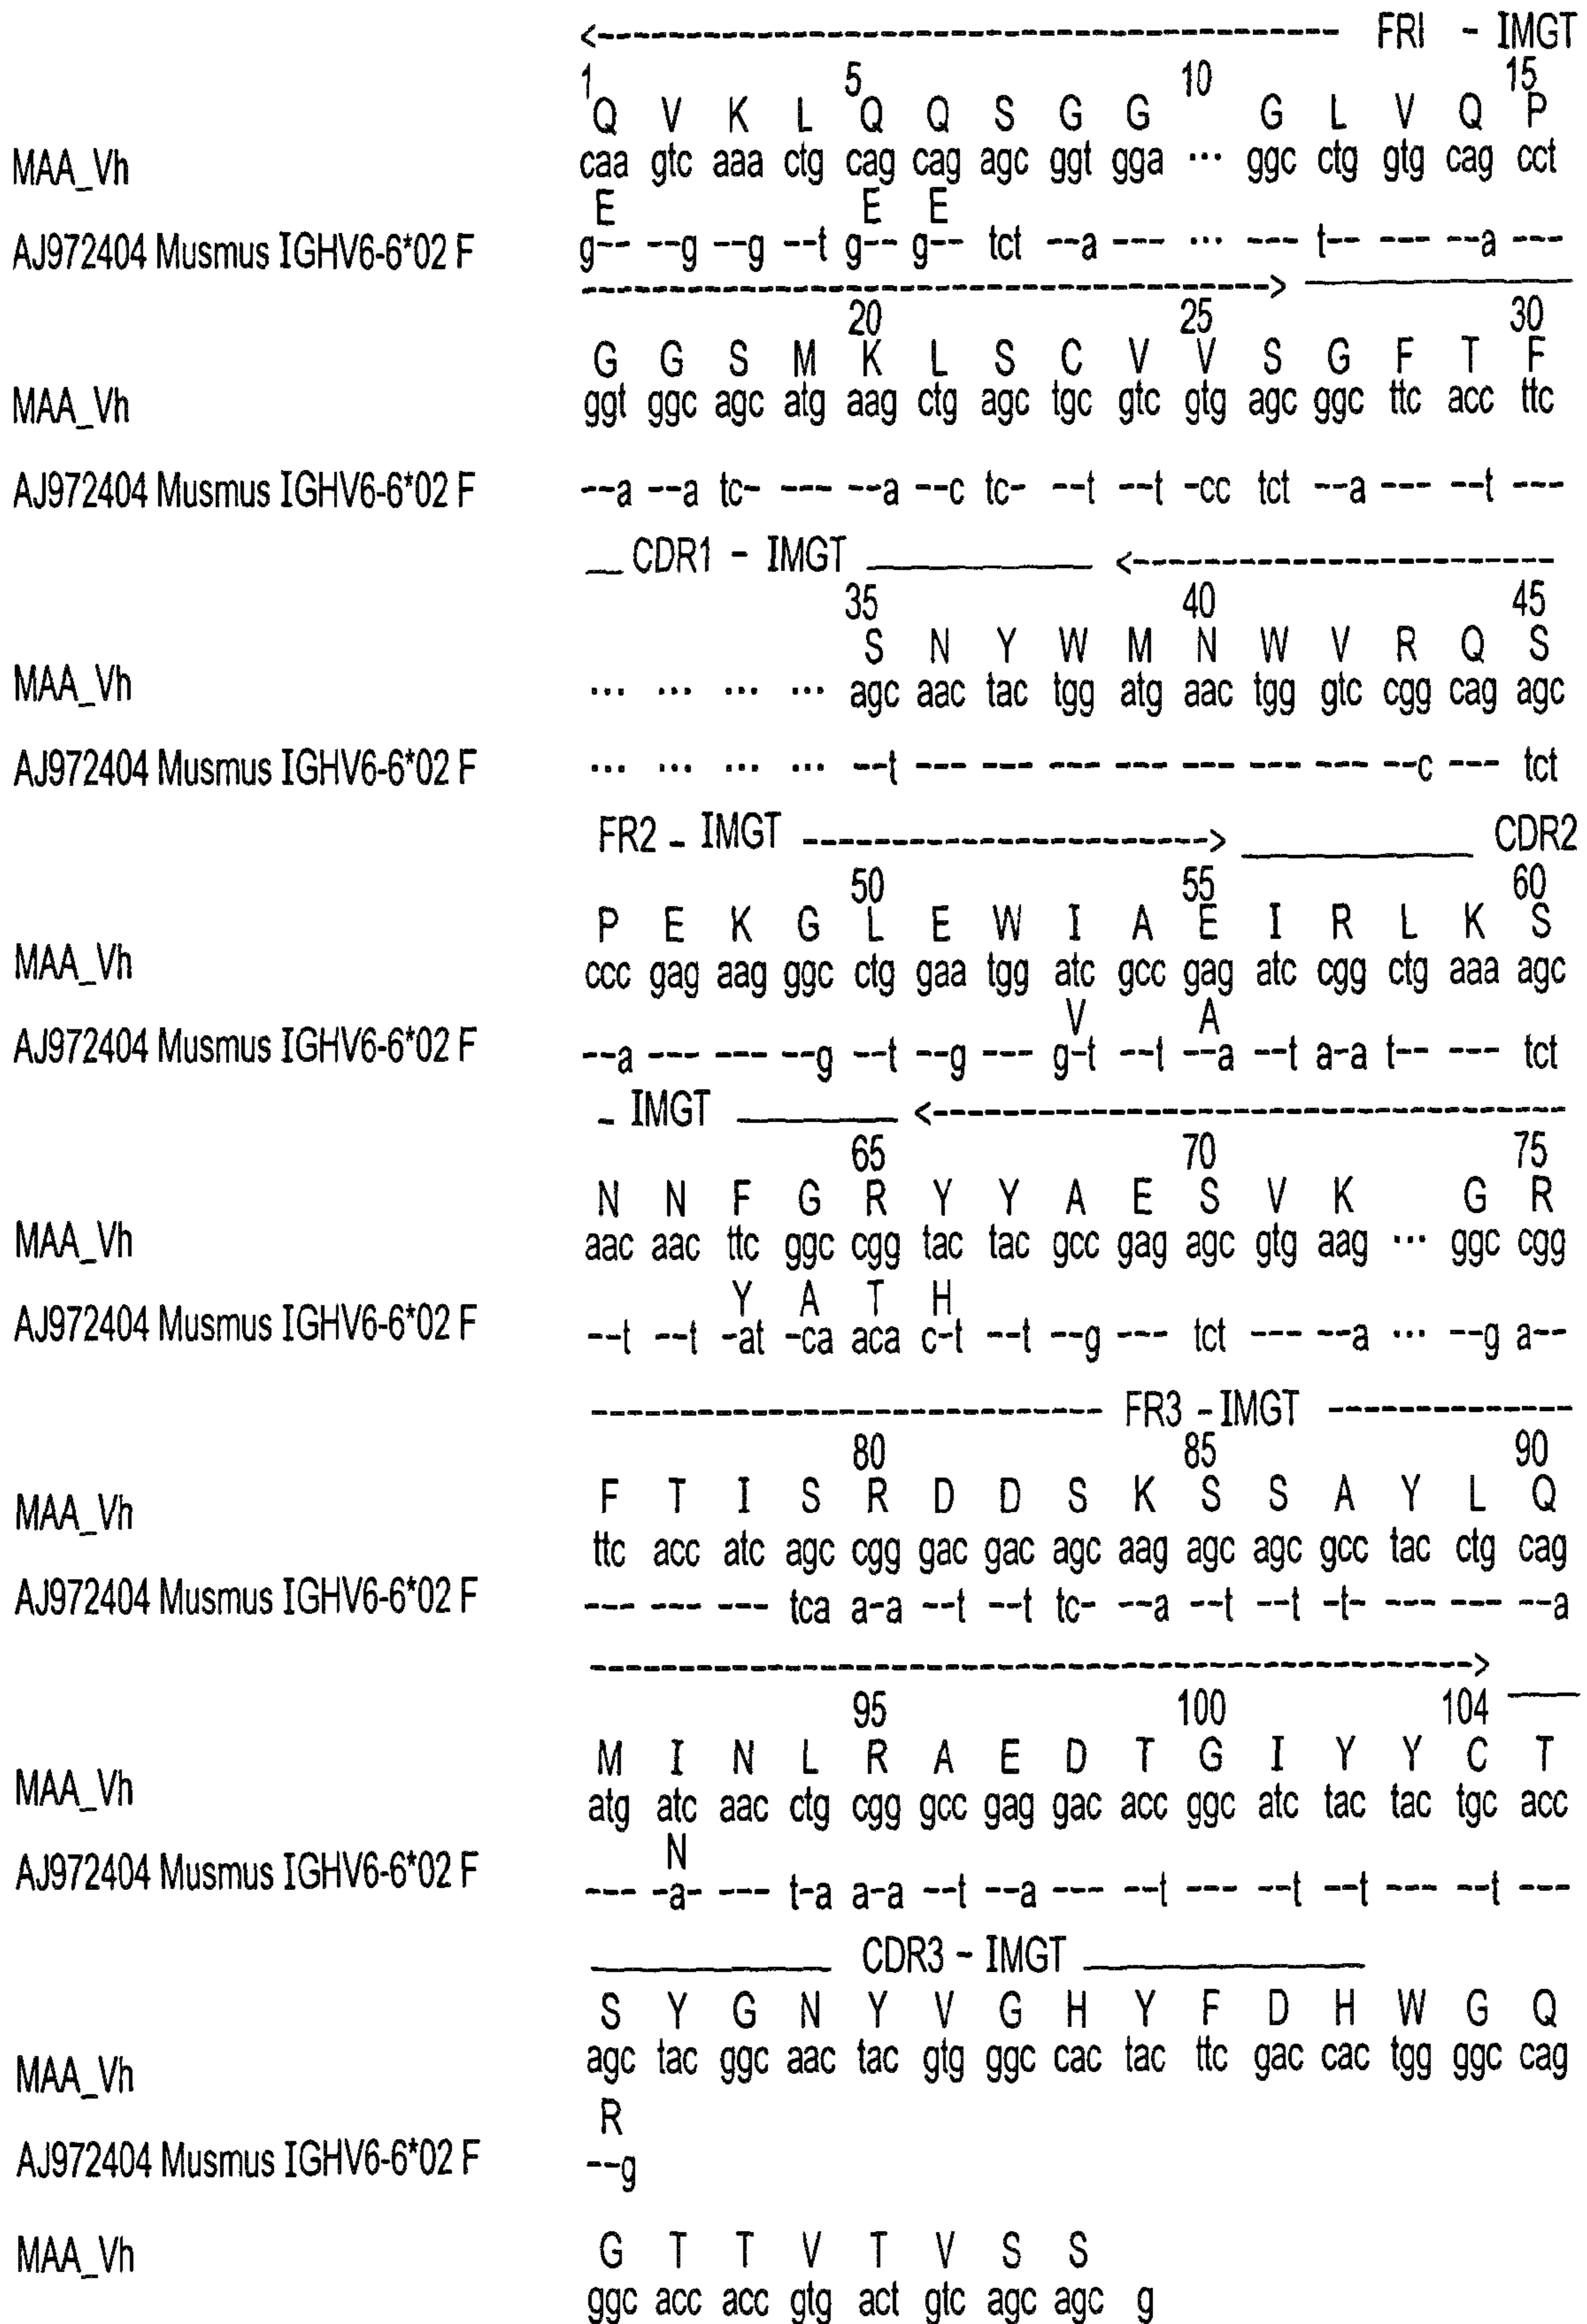 <------------------------------------------ FRI - IMGT
1 5 10 15
Q V K L Q Q S G G G L V Q P
MAA_Vh caa gtc aaa ctg cag cag agc ggt gga ... ggc ctg gtg cag cct
E E E
AJ972404 Musmus IGHV6-6*02 F g-- --g --g --t g-- g-- tct --a --- ... --- t-- --- --a ---
---------------------------------------> _______________
20 25 30
G G S M K L S C V V S G F T F
MAA_Vh ggt ggc agc atg aag ctg agc tgc gtc gtg agc ggc ttc acc ttc
AJ972404 Musmus IGHV6-6*02 F --a --a tc- --- --a --c tc- --t --t -cc tct --a --- --t ---
__ CDR1 - IMGT ____________ <-------------------------
35 40 45
S N Y W M N W V R Q S
MAA_Vh ... ... ... ... agc aac tac tgg atg aac tgg gtc cgg cag agc
AJ972404 Musmus IGHV6-6*02 F ... ... ... ... --t --- --- --- --- --- --- --- --c --- tct
FR2 - IMGT ------------------------> ____________ CDR2
50 55 60
P E K G L E W I A E I R L K S
MAA_Vh ccc gag aag ggc ctg gaa tgg atc gcc gag atc cgg ctg aaa agc
V A
AJ972404 Musmus IGHV6-6*02 F --a --- --- --g --t --g --- g-t --t --a --t a-a t-- --- tct
- IMGT ________ <------------------------------------
65 70 75
N N F G R Y Y A E S V K G R
MAA_Vh aac aac ttc ggc cgg tac tac gcc gag agc gtg aag ... ggc cgg
Y A T H
AJ972404 Musmus IGHV6-6*02 F --t --t -at -ca aca c-t --t --g --- tct --- --a ... --g a--
----------------------------- FR3 - IMGT --------------
80 85 90
F T I S R D D S K S S A Y L Q
MAA_Vh ttc acc atc agc cgg gac gac agc aag agc agc gcc tac ctg cag
AJ972404 Musmus IGHV6-6*02 F --- --- --- tca a-a --t --t tc- --a --t --t -t- --- --- --a
--------------------------------------------------> ____
95 100 104
M I N L R A E D T G I Y Y C T
MAA_Vh atg atc aac ctg cgg gcc gag gac acc ggc atc tac tac tgc acc
N
AJ972404 Musmus IGHV6-6*02 F --- -a- --- t-a a-a --t --a --- --t --- --t --t --- --t ---
_____________ CDR3 - IMGT _______________
S Y G N Y V G H Y F D H W G Q
MAA_Vh agc tac ggc aac tac gtg ggc cac tac ttc gac cac tgg ggc cag
R
AJ972404 Musmus IGHV6-6*02 F --g
G T T V T V S S
MAA_Vh ggc acc acc gtg act gtc agc agc g